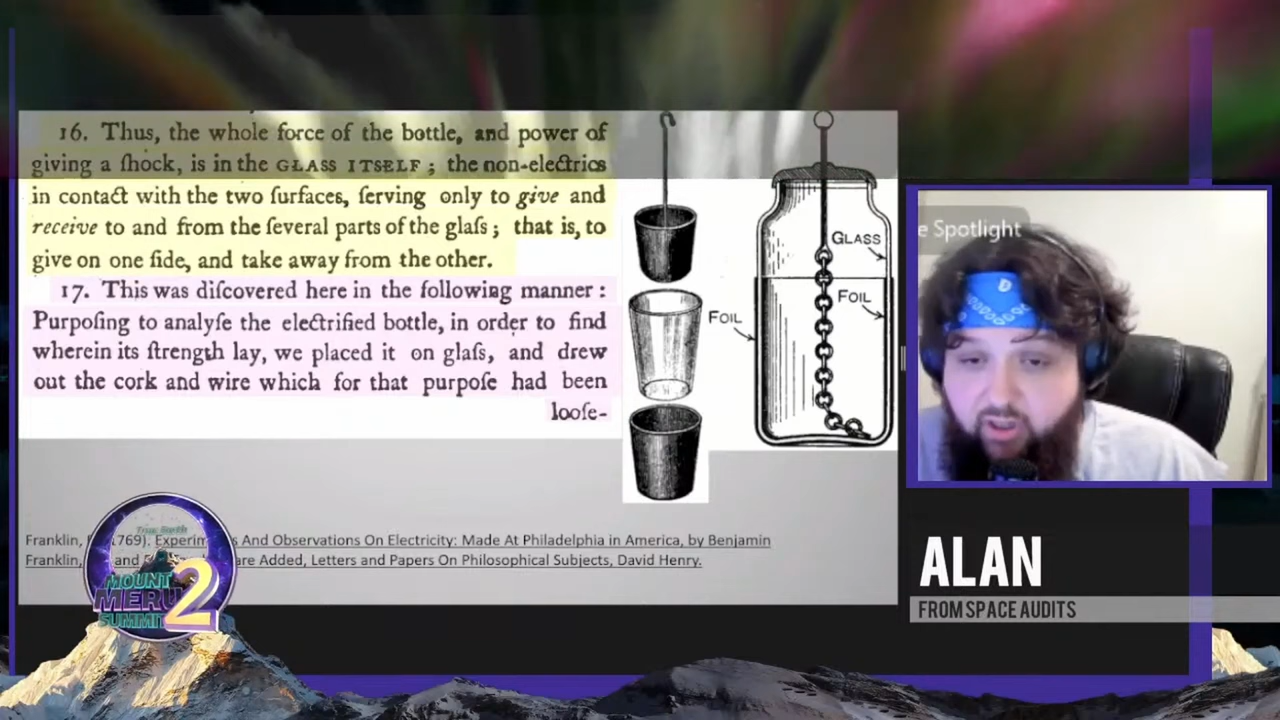 16. Thus, the whole force of the bottle, and power of
giving a ſhock, is in the GLASS ITSELF ; the non-electrics
in contact with the two ſurfaces, ſerving only to give and
receive to and from the ſeveral parts of the glaſs ; that is, to
give on one ſide, and take away from the other.
17. This was diſcovered here in the following manner :
Purpoſing to analyſe the electrified bottle, in order to find
wherein its ſtrength lay, we placed it on glaſs, and drew
out the cork and wire which for that purpoſe had been
looſe-
GLASS
FOIL
FOIL
e Spotlight
Franklin, 769). Experim s And Observations On Electricity: Made At Philadelphia in America, by Benjamin
Franklin, and are Added, Letters and Papers On Philosophical Subjects, David Henry.
True Earth
MOUNT
MERU
SUMMIT
2
ALAN
FROM SPACE AUDITS